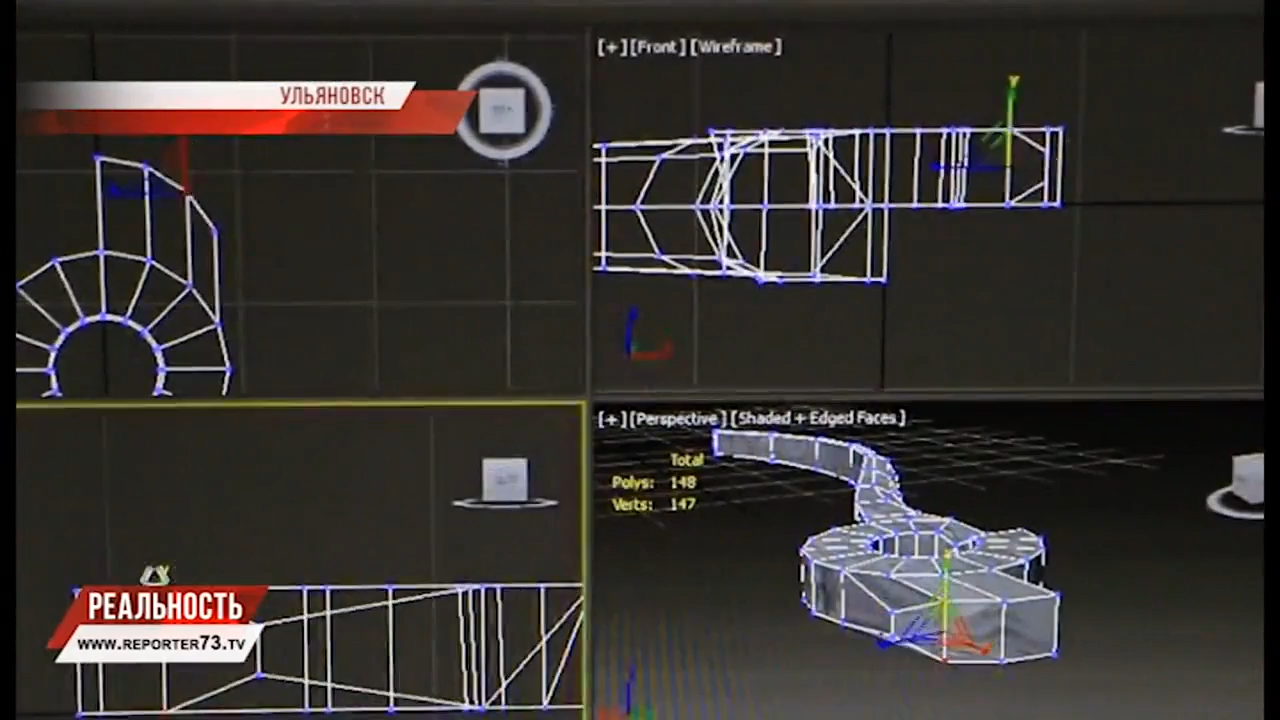 [+][Front][Wireframe]
УЛЬЯНОВСК
[+][Perspective][Shaded + Edged Faces]
Total
Polys: 148
Verts: 147
Y
РЕАЛЬНОСТЬ
WWW.REPORTER73.TV